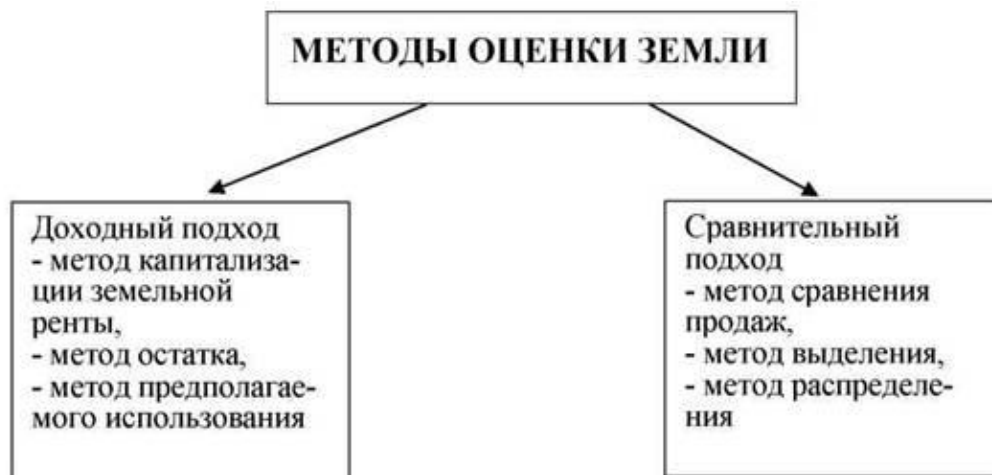 МЕТОДЫ ОЦЕНКИ ЗЕМЛИ
Доходный подход
- метод капитализа-
ции земельной
ренты,
- метод остатка,
- метод предполагае-
мого использования
Сравнительный
подход
- метод сравнения
продаж,
- метод выделения,
- метод распределе-
ния